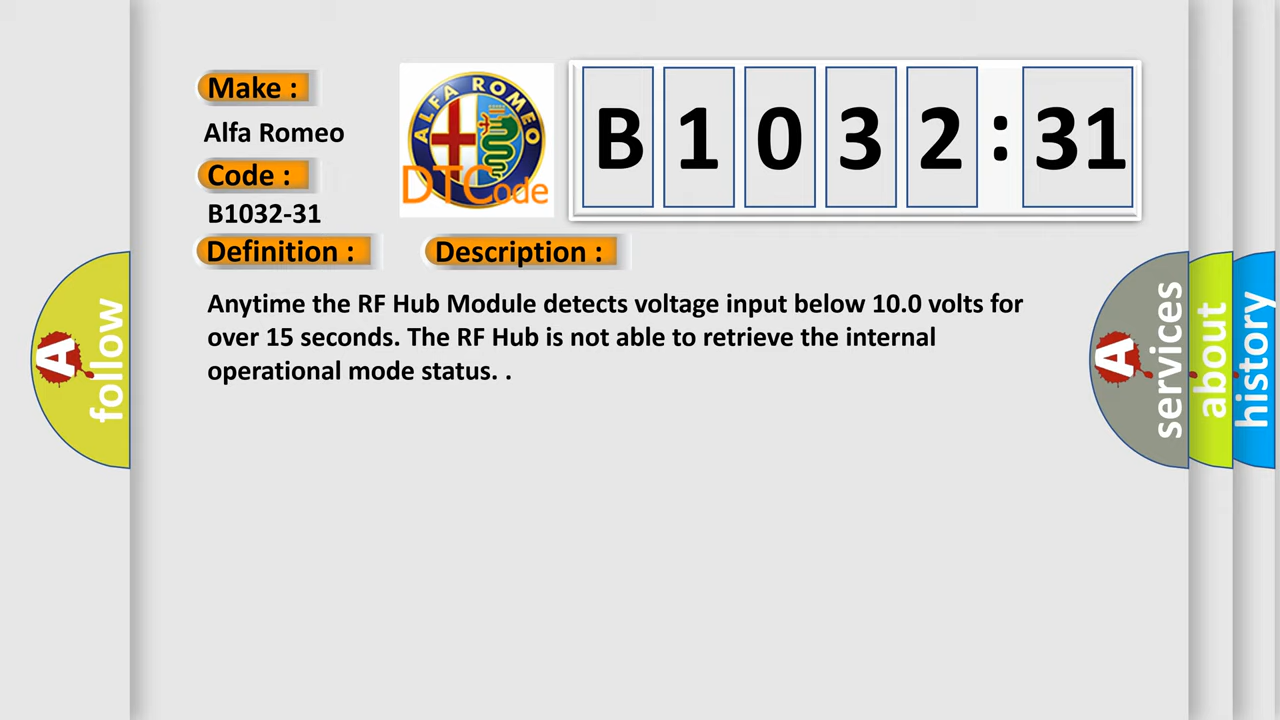 Make :
Alfa Romeo
Code :
B1032-31
Definition :
Description :
ALFA ROMEO
DTCode
B 1 0 3 2 : 31
Anytime the RF Hub Module detects voltage input below 10.0 volts for
over 15 seconds. The RF Hub is not able to retrieve the internal
operational mode status. .
A follow
A services
about
history